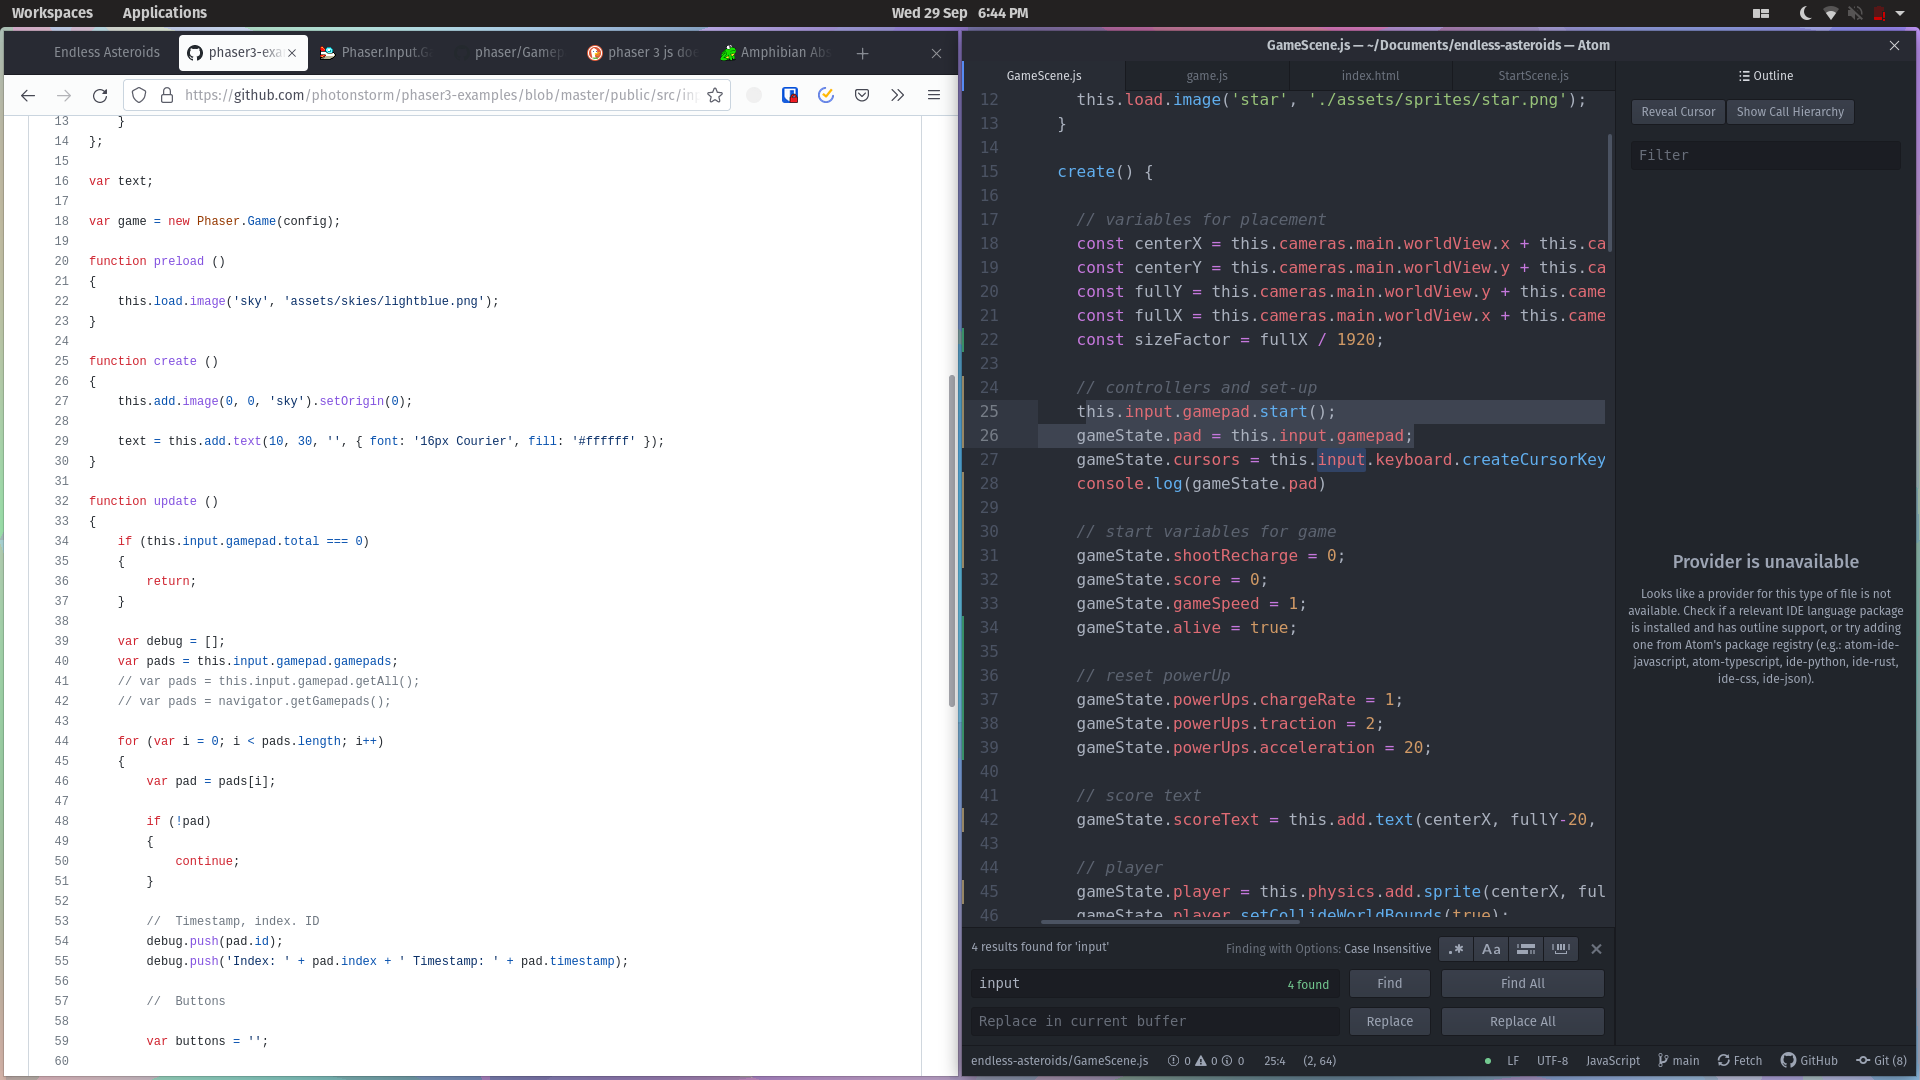 Workspaces Applications Wed 29 Sep 6:44 PM
Endless Asteroids phaser3-exa Phaser.Input.G phaser/Gamep phaser 3 js doc Amphibian Abs
https://github.com/photonstorm/phaser3-examples/blob/master/public/src/in
13 }
14 };
15
16 var text;
17
18 var game = new Phaser.Game(config);
19
20 function preload ()
21 {
22 this.load.image('sky', 'assets/skies/lightblue.png');
23 }
24
25 function create ()
26 {
27 this.add.image(0, 0, 'sky').setOrigin(0);
28
29 text = this.add.text(10, 30, '', { font: '16px Courier', fill: '#ffffff' });
30 }
31
32 function update ()
33 {
34 if (this.input.gamepad.total === 0)
35 {
36 return;
37 }
38
39 var debug = [];
40 var pads = this.input.gamepad.gamepads;
41 // var pads = this.input.gamepad.getAll();
42 // var pads = navigator.getGamepads();
43
44 for (var i = 0; i < pads.length; i++)
45 {
46 var pad = pads[i];
47
48 if (!pad)
49 {
50 continue;
51 }
52
53 // Timestamp, index. ID
54 debug.push(pad.id);
55 debug.push('Index: ' + pad.index + ' Timestamp: ' + pad.timestamp);
56
57 // Buttons
58
59 var buttons = '';
60
GameScene.js — ~/Documents/endless-asteroids — Atom
GameScene.js game.js index.html StartScene.js
12 this.load.image('star', './assets/sprites/star.png');
13 }
14
15 create() {
16
17 // variables for placement
18 const centerX = this.cameras.main.worldView.x + this.ca
19 const centerY = this.cameras.main.worldView.y + this.ca
20 const fullY = this.cameras.main.worldView.y + this.came
21 const fullX = this.cameras.main.worldView.x + this.came
22 const sizeFactor = fullX / 1920;
23
24 // controllers and set-up
25 this.input.gamepad.start();
26 gameState.pad = this.input.gamepad;
27 gameState.cursors = this.input.keyboard.createCursorKey
28 console.log(gameState.pad)
29
30 // start variables for game
31 gameState.shootRecharge = 0;
32 gameState.score = 0;
33 gameState.gameSpeed = 1;
34 gameState.alive = true;
35
36 // reset powerUp
37 gameState.powerUps.chargeRate = 1;
38 gameState.powerUps.traction = 2;
39 gameState.powerUps.acceleration = 20;
40
41 // score text
42 gameState.scoreText = this.add.text(centerX, fullY-20,
43
44 // player
45 gameState.player = this.physics.add.sprite(centerX, ful
46 gameState.player.setCollideWorldBounds(true);
4 results found for 'input' Finding with Options: Case Insensitive .* Aa
input 4 found Find Find All
Replace in current buffer Replace Replace All
Outline
Reveal Cursor Show Call Hierarchy
Filter
Provider is unavailable
Looks like a provider for this type of file is not
available. Check if a relevant IDE language package
is installed and has outline support, or try adding
one from Atom's package registry (e.g.: atom-ide-
javascript, atom-typescript, ide-python, ide-rust,
ide-css, ide-json).
endless-asteroids/GameScene.js 0 0 0 25:4 (2, 64) LF UTF-8 JavaScript main Fetch GitHub Git (8)